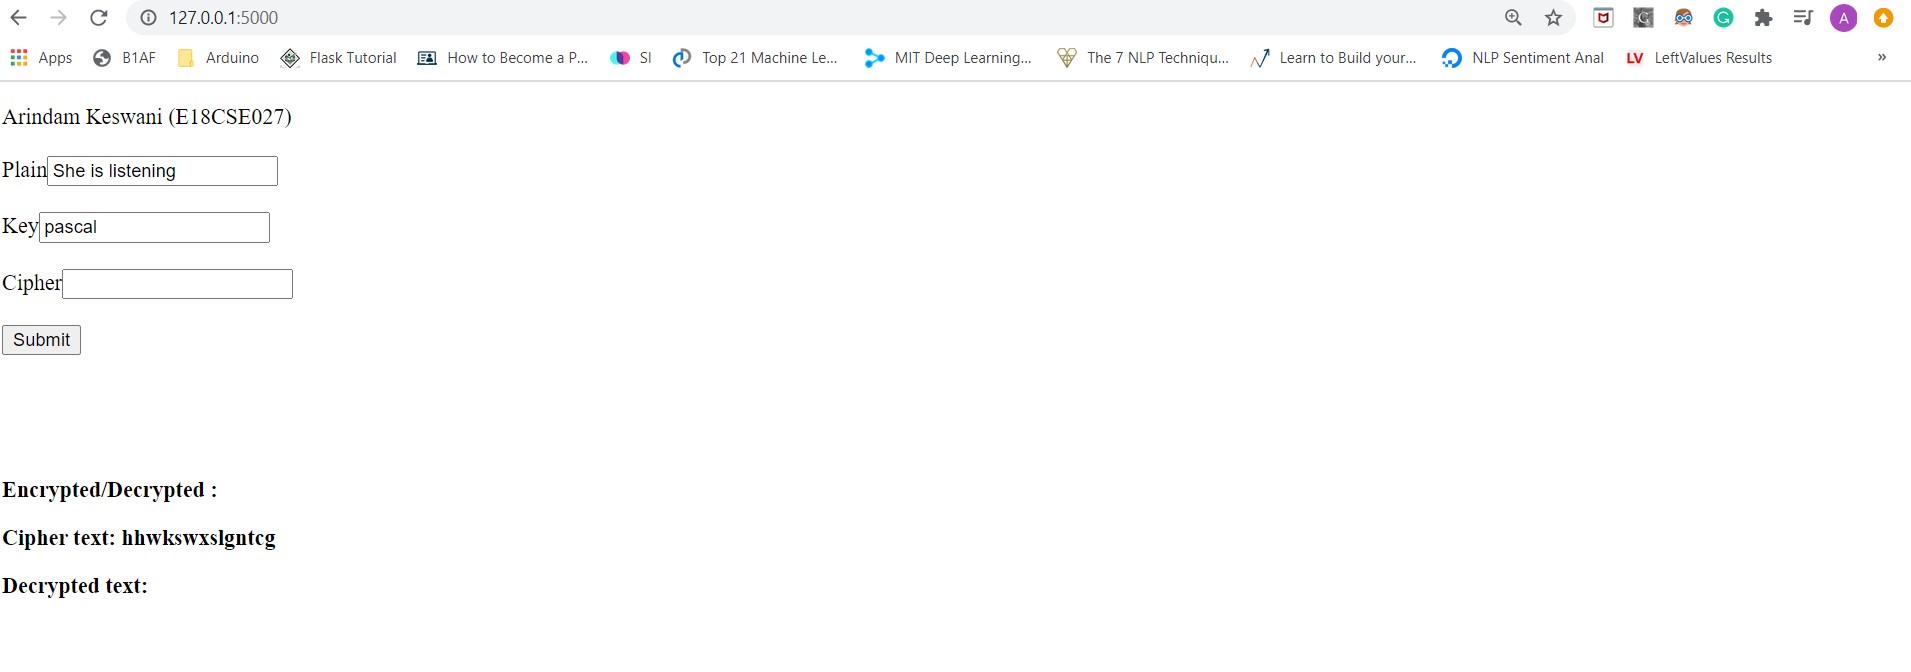 127.0.0.1:5000
Apps B1AF Arduino Flask Tutorial How to Become a P... SI Top 21 Machine Le... MIT Deep Learning... The 7 NLP Techniqu... Learn to Build your... NLP Sentiment Anal LV LeftValues Results »
Arindam Keswani (E18CSE027)
Plain She is listening
Key pascal
Cipher
Submit
Encrypted/Decrypted :
Cipher text: hhwkswxslgntcg
Decrypted text: